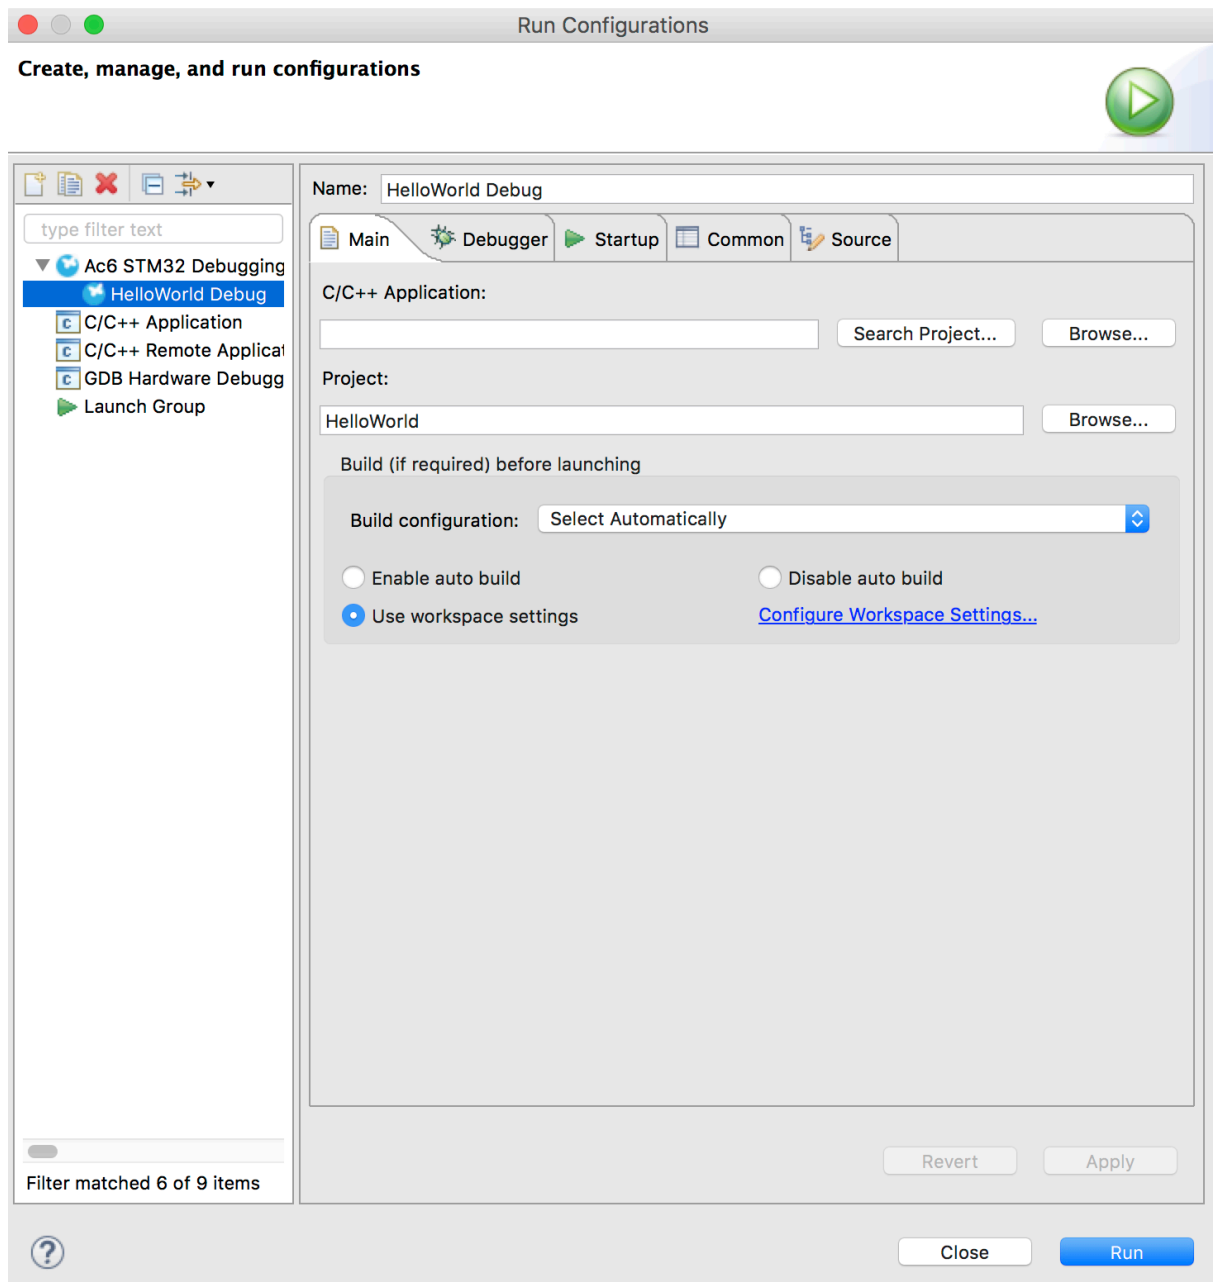 Run Configurations
Create, manage, and run configurations
type filter text
Ac6 STM32 Debugging
HelloWorld Debug
C/C++ Application
C/C++ Remote Applicat
GDB Hardware Debugg
Launch Group
Filter matched 6 of 9 items
Name: HelloWorld Debug
Main Debugger Startup Common Source
C/C++ Application:
Search Project... Browse...
Project:
HelloWorld Browse...
Build (if required) before launching
Build configuration: Select Automatically
Enable auto build Disable auto build
Use workspace settings Configure Workspace Settings...
Revert Apply
? Close Run